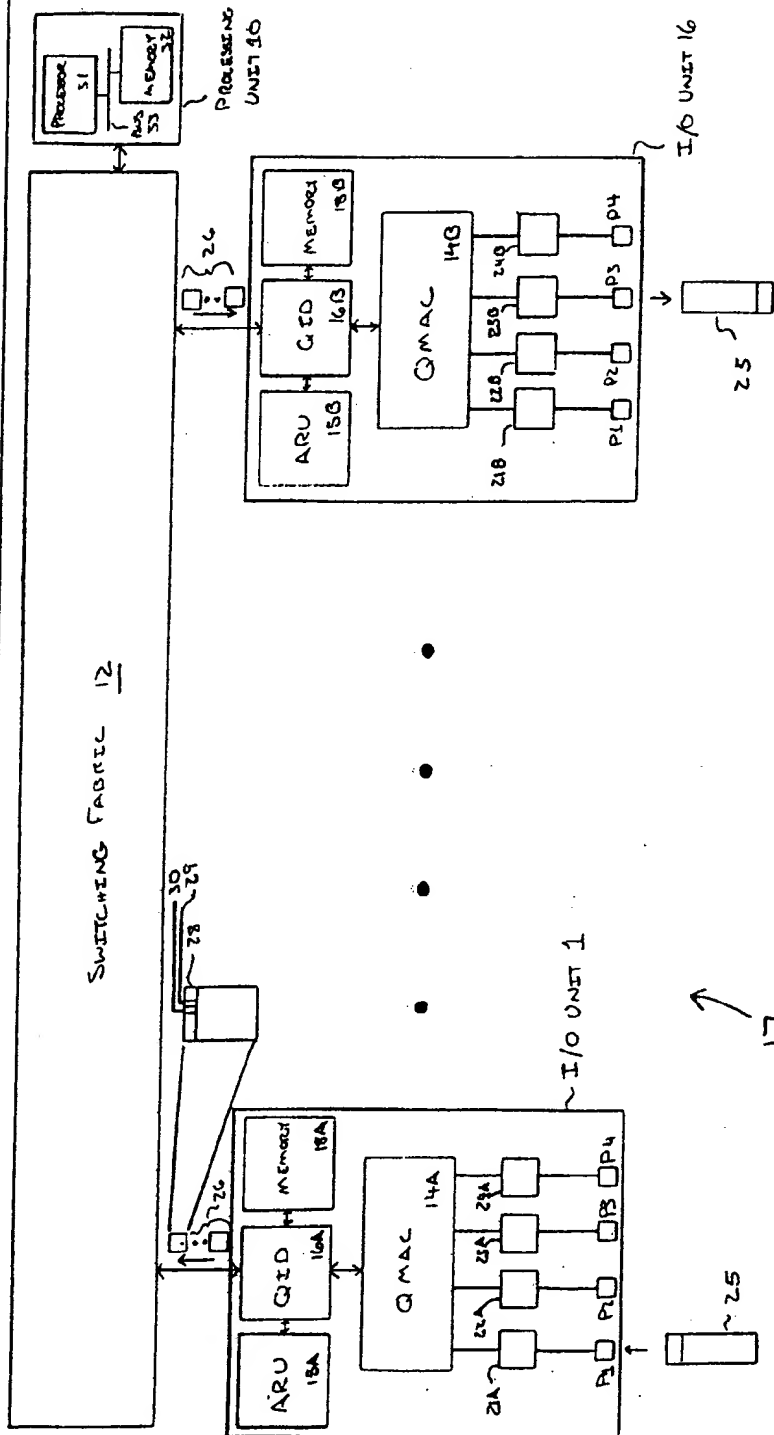 SWITCHING FABRIC 12
PROCESSOR
31
MEMORY
32
BUS
33
PROCESSING
UNIT 10
26
30
29
28
26
ARU
15A
QID
16A
MEMORY
18A
QMAC
14A
21A
22A
23A
24A
P1
P2
P3
P4
I/O UNIT 1
25
17
ARU
15B
QID
16B
MEMORY
18B
QMAC
14B
21B
22B
23B
24B
P1
P2
P3
P4
I/O UNIT 16
25